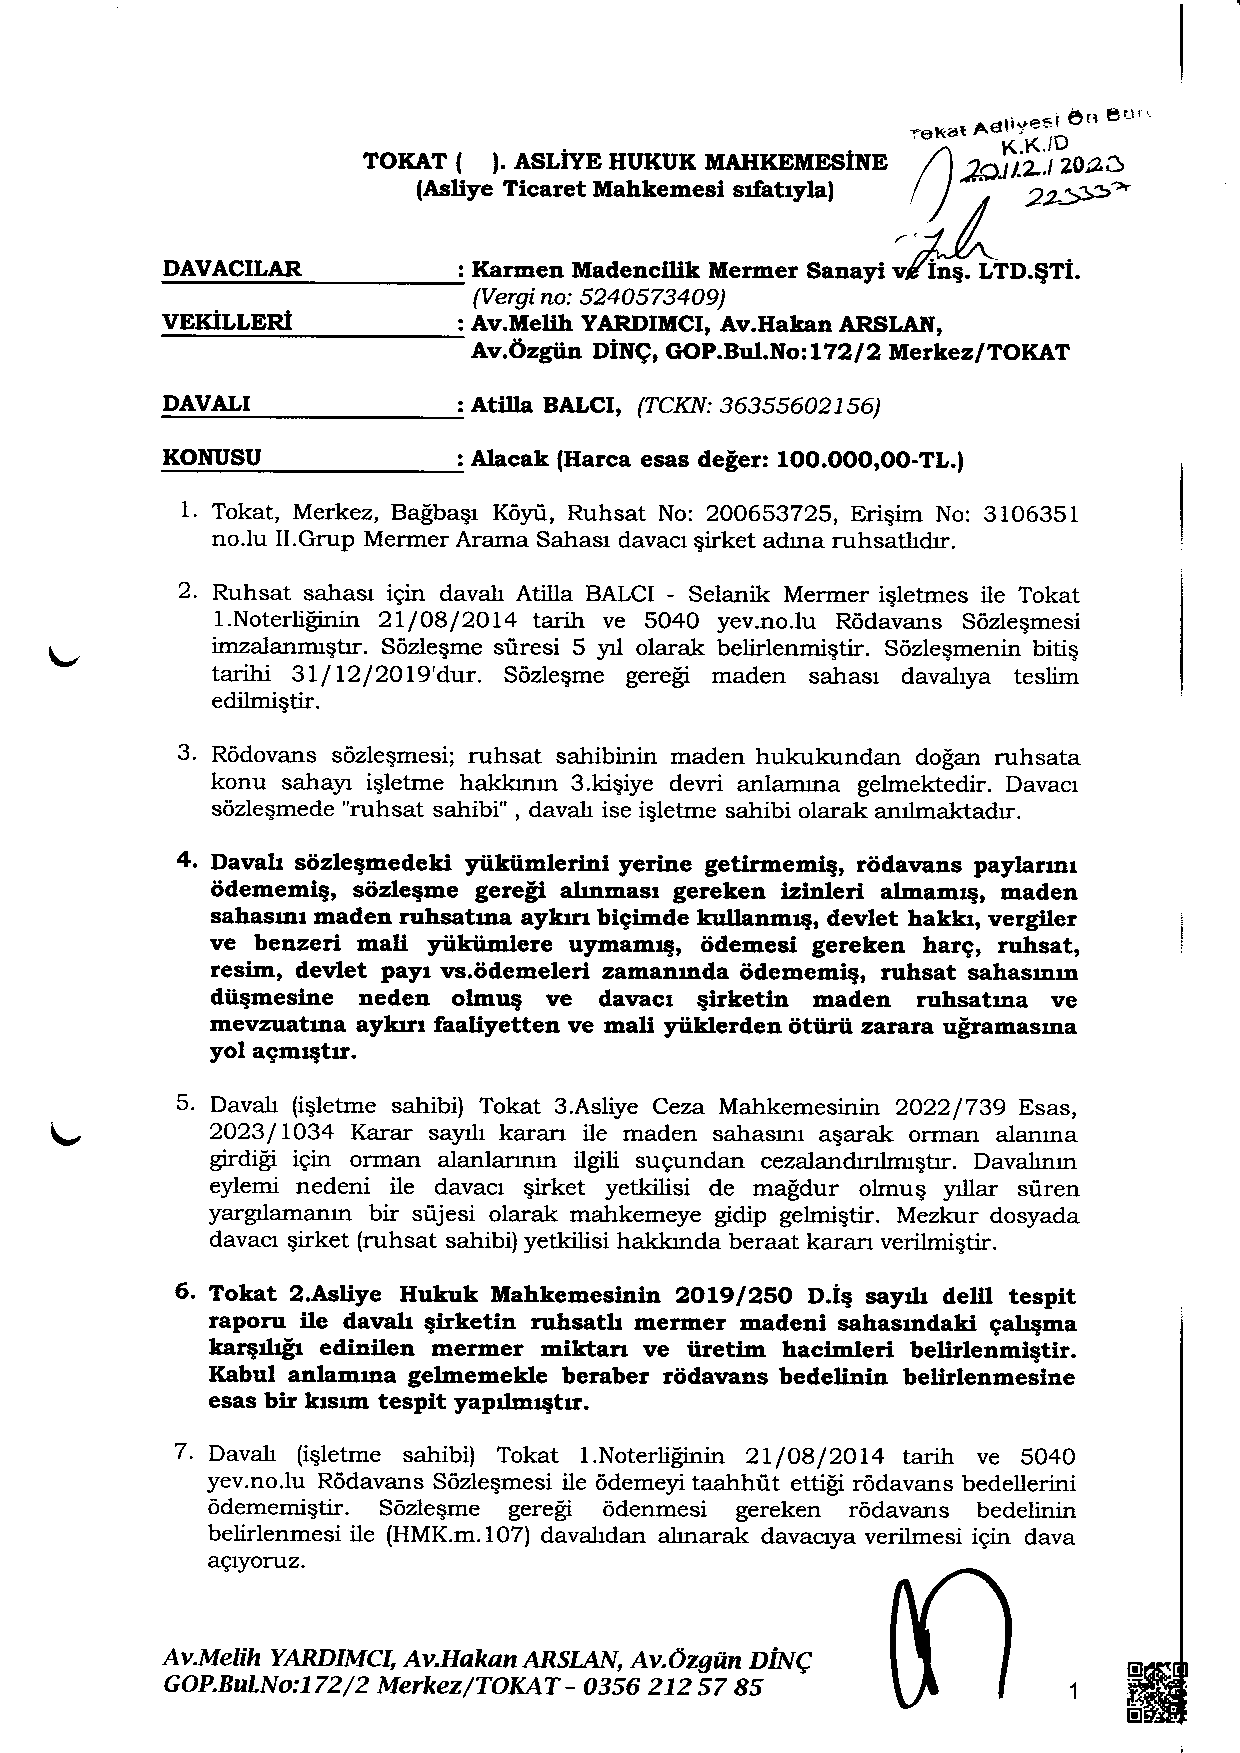 Tokat Adliyesi Ön Bür
K.K./D
20/12/2023
TOKAT (    ). ASLİYE HUKUK MAHKEMESİNE
(Asliye Ticaret Mahkemesi sıfatıyla)
DAVACILAR : Karmen Madencilik Mermer Sanayi ve İnş. LTD.ŞTİ.
(Vergi no: 5240573409)
VEKİLLERİ : Av.Melih YARDIMCI, Av.Hakan ARSLAN,
Av.Özgün DİNÇ, GOP.Bul.No:172/2 Merkez/TOKAT
DAVALI : Atilla BALCI, (TCKN: 36355602156)
KONUSU : Alacak (Harca esas değer: 100.000,00-TL.)
1. Tokat, Merkez, Bağbaşı Köyü, Ruhsat No: 200653725, Erişim No: 3106351
no.lu II.Grup Mermer Arama Sahası davacı şirket adına ruhsatlıdır.
2. Ruhsat sahası için davalı Atilla BALCI - Selanik Mermer işletmes ile Tokat
1.Noterliğinin 21/08/2014 tarih ve 5040 yev.no.lu Rödavans Sözleşmesi
imzalanmıştır. Sözleşme süresi 5 yıl olarak belirlenmiştir. Sözleşmenin bitiş
tarihi 31/12/2019'dur. Sözleşme gereği maden sahası davalıya teslim
edilmiştir.
3. Rödovans sözleşmesi; ruhsat sahibinin maden hukukundan doğan ruhsata
konu sahayı işletme hakkının 3.kişiye devri anlamına gelmektedir. Davacı
sözleşmede "ruhsat sahibi" , davalı ise işletme sahibi olarak anılmaktadır.
4. Davalı sözleşmedeki yükümlerini yerine getirmemiş, rödavans paylarını
ödememiş, sözleşme gereği alınması gereken izinleri almamış, maden
sahasını maden ruhsatına aykırı biçimde kullanmış, devlet hakkı, vergiler
ve benzeri mali yükümlere uymamış, ödemesi gereken harç, ruhsat,
resim, devlet payı vs.ödemeleri zamanında ödememiş, ruhsat sahasının
düşmesine neden olmuş ve davacı şirketin maden ruhsatına ve
mevzuatına aykırı faaliyetten ve mali yüklerden ötürü zarara uğramasına
yol açmıştır.
5. Davalı (işletme sahibi) Tokat 3.Asliye Ceza Mahkemesinin 2022/739 Esas,
2023/1034 Karar sayılı kararı ile maden sahasını aşarak orman alanına
girdiği için orman alanlarının ilgili suçundan cezalandırılmıştır. Davalının
eylemi nedeni ile davacı şirket yetkilisi de mağdur olmuş yıllar süren
yargılamanın bir süjesi olarak mahkemeye gidip gelmiştir. Mezkur dosyada
davacı şirket (ruhsat sahibi) yetkilisi hakkında beraat kararı verilmiştir.
6. Tokat 2.Asliye Hukuk Mahkemesinin 2019/250 D.İş sayılı delil tespit
raporu ile davalı şirketin ruhsatlı mermer madeni sahasındaki çalışma
karşılığı edinilen mermer miktarı ve üretim hacimleri belirlenmiştir.
Kabul anlamına gelmemekle beraber rödavans bedelinin belirlenmesine
esas bir kısım tespit yapılmıştır.
7. Davalı (işletme sahibi) Tokat 1.Noterliğinin 21/08/2014 tarih ve 5040
yev.no.lu Rödavans Sözleşmesi ile ödemeyi taahhüt ettiği rödavans bedellerini
ödememiştir. Sözleşme gereği ödenmesi gereken rödavans bedelinin
belirlenmesi ile (HMK.m.107) davalıdan alınarak davacıya verilmesi için dava
açıyoruz.
Av.Melih YARDIMCI, Av.Hakan ARSLAN, Av.Özgün DİNÇ
GOP.Bul.No:172/2 Merkez/TOKAT - 0356 212 57 85
1